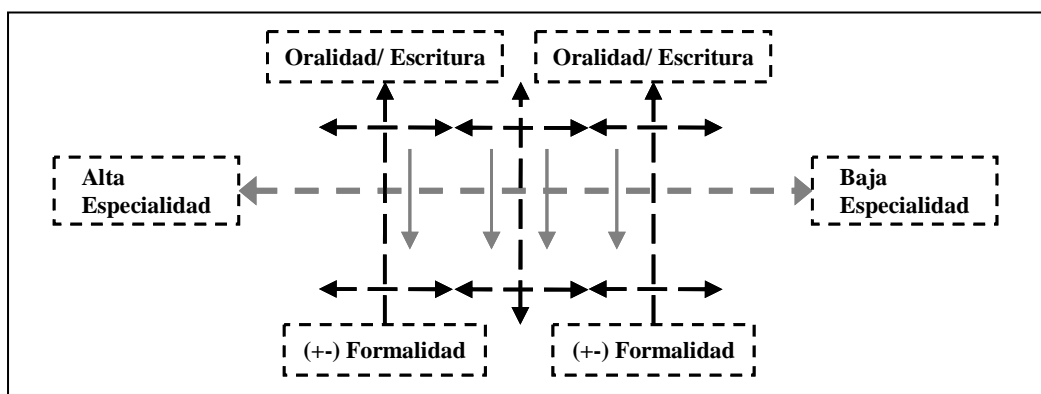 Oralidad/ Escritura
Oralidad/ Escritura
Alta
Especialidad
Baja
Especialidad
(+-) Formalidad
(+-) Formalidad